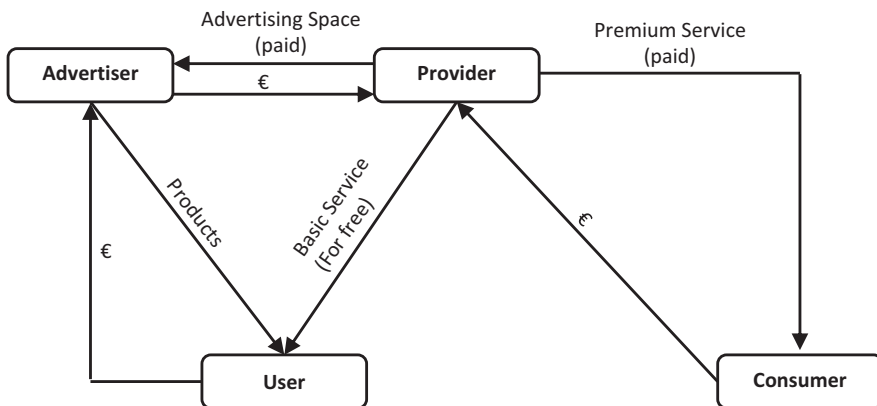 Advertising Space
(paid)
Premium Service
(paid)
Advertiser
Provider
€
Products
Basic Service
(For free)
€
€
User
Consumer